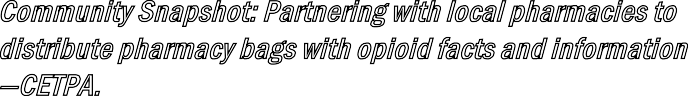 Community Snapshot: Partnering with local pharmacies to
distribute pharmacy bags with opioid facts and information
—CETPA.